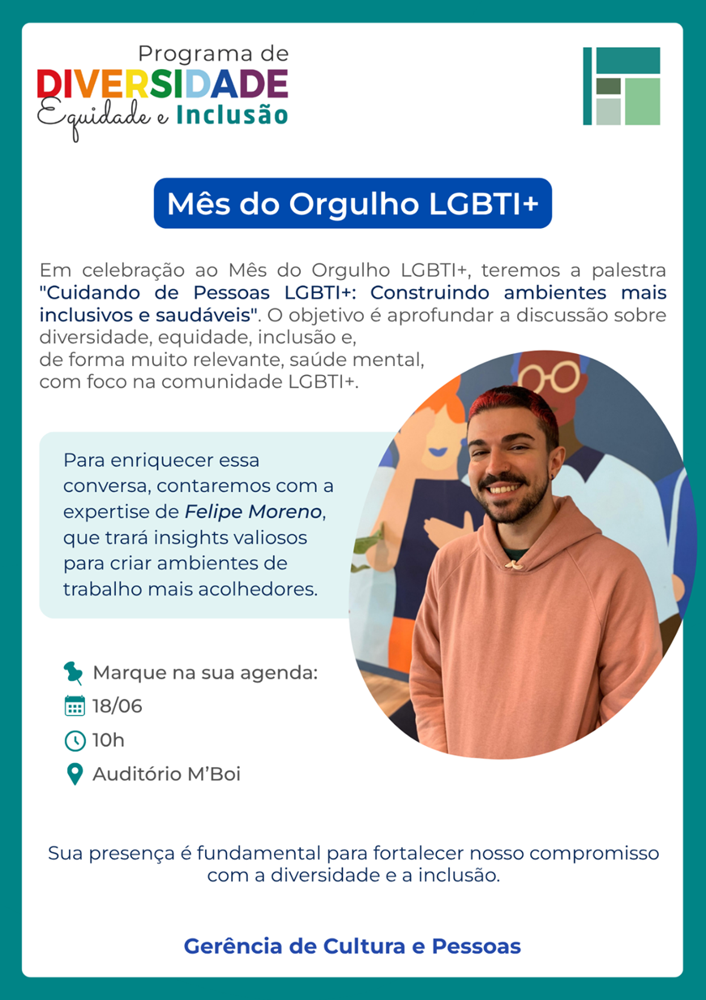 Programa de
DIVERSIDADE
Equidade e Inclusão
Mês do Orgulho LGBTI+
Em celebração ao Mês do Orgulho LGBTI+, teremos a palestra
"Cuidando de Pessoas LGBTI+: Construindo ambientes mais
inclusivos e saudáveis". O objetivo é aprofundar a discussão sobre
diversidade, equidade, inclusão e,
de forma muito relevante, saúde mental,
com foco na comunidade LGBTI+.
Para enriquecer essa
conversa, contaremos com a
expertise de Felipe Moreno,
que trará insights valiosos
para criar ambientes de
trabalho mais acolhedores.
Marque na sua agenda:
18/06
10h
Auditório M’Boi
Sua presença é fundamental para fortalecer nosso compromisso
com a diversidade e a inclusão.
Gerência de Cultura e Pessoas